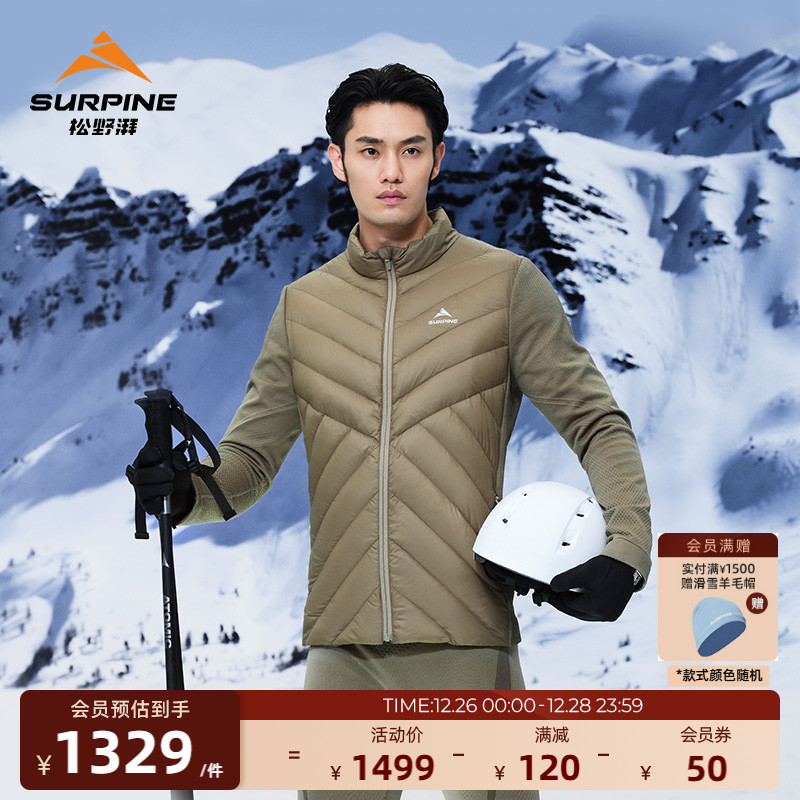 SURPINE
松野湃
SURPINE
ATOMIC
会员满赠
实付满¥1500
赠滑雪羊毛帽
赠
*款式颜色随机
TIME:12.26 00:00-12.28 23:59
会员预估到手
¥1329/件
=
活动价
¥1499
-
满减
¥120
-
会员券
¥50